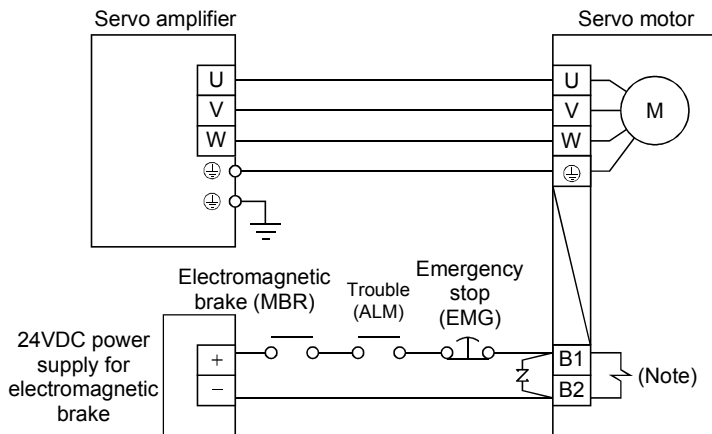 Servo amplifier
Servo motor
U
V
W
U
V
W
M
Electromagnetic
brake (MBR)
Trouble
(ALM)
Emergency
stop
(EMG)
24VDC power
supply for
electromagnetic
brake
+
−
B1
B2
(Note)